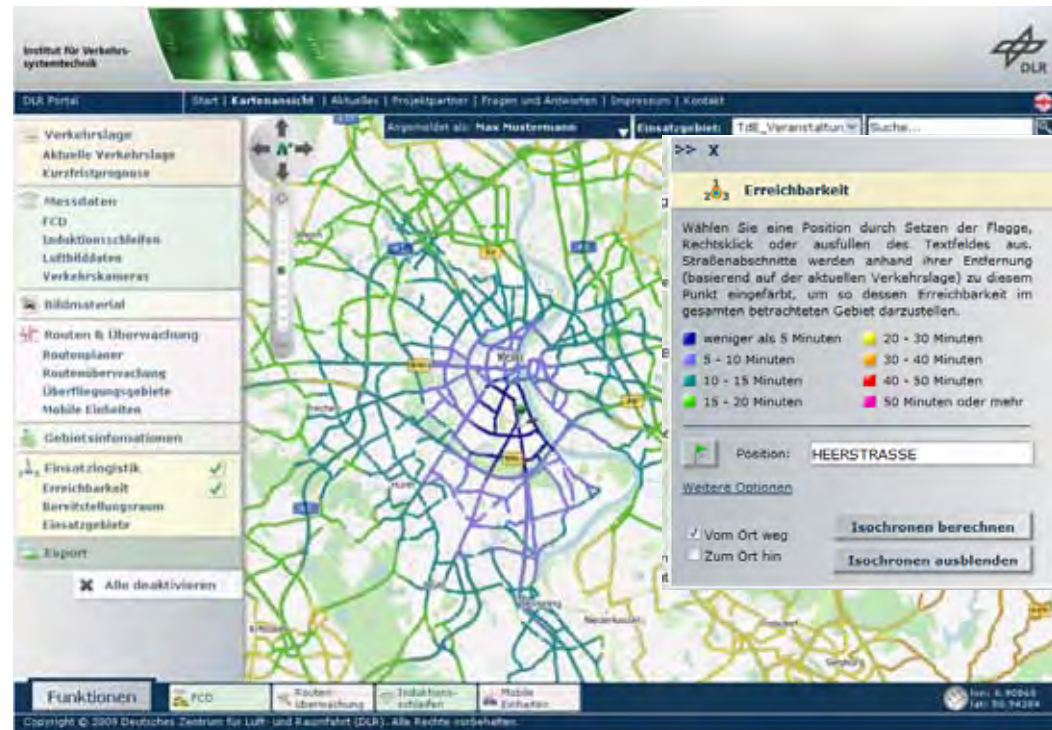 Institut für Verkehrs-
systemtechnik
DLR
DLR Portal
Start | Kartenansicht | Aktuelles | Projektpartner | Fragen und Antworten | Impressum | Kontakt
Angemeldet als: Max Mustermann
Einsatzgebiet:
TdE_Veranstaltun
Suche...
Verkehrslage
Aktuelle Verkehrslage
Kurzfristprognose
Messdaten
FCD
Induktionsschleifen
Luftbilddaten
Verkehrskameras
Bildmaterial
Routen & Überwachung
Routenplaner
Routenüberwachung
Überfliegungsgebiete
Mobile Einheiten
Gebietsinfomationen
Einsatzlogistik
Erreichbarkeit
Bereitstellungsraum
Einsatzgebiete
Export
Alle deaktivieren
Köln
Hürth
Brühl
Niederkassel
Siegburg
>> X
Erreichbarkeit
Wählen Sie eine Position durch Setzen der Flagge,
Rechtsklick oder ausfullen des Textfeldes aus.
Straßenabschnitte werden anhand ihrer Entfernung
(basierend auf der aktuellen Verkehrslage) zu diesem
Punkt eingefärbt, um so dessen Erreichbarkeit im
gesamten betrachteten Gebiet darzustellen.
weniger als 5 Minuten
20 - 30 Minuten
5 - 10 Minuten
30 - 40 Minuten
10 - 15 Minuten
40 - 50 Minuten
15 - 20 Minuten
50 Minuten oder mehr
Position:
HEERSTRASSE
Weitere Optionen
Vom Ort weg
Zum Ort hin
Isochronen berechnen
Isochronen ausblenden
Funktionen
FCD
Routen-
überwachung
Induktions-
schleifen
Mobile
Einheiten
Copyright © 2009 Deutsches Zentrum für Luft- und Raumfahrt (DLR). Alle Rechte vorbehalten.